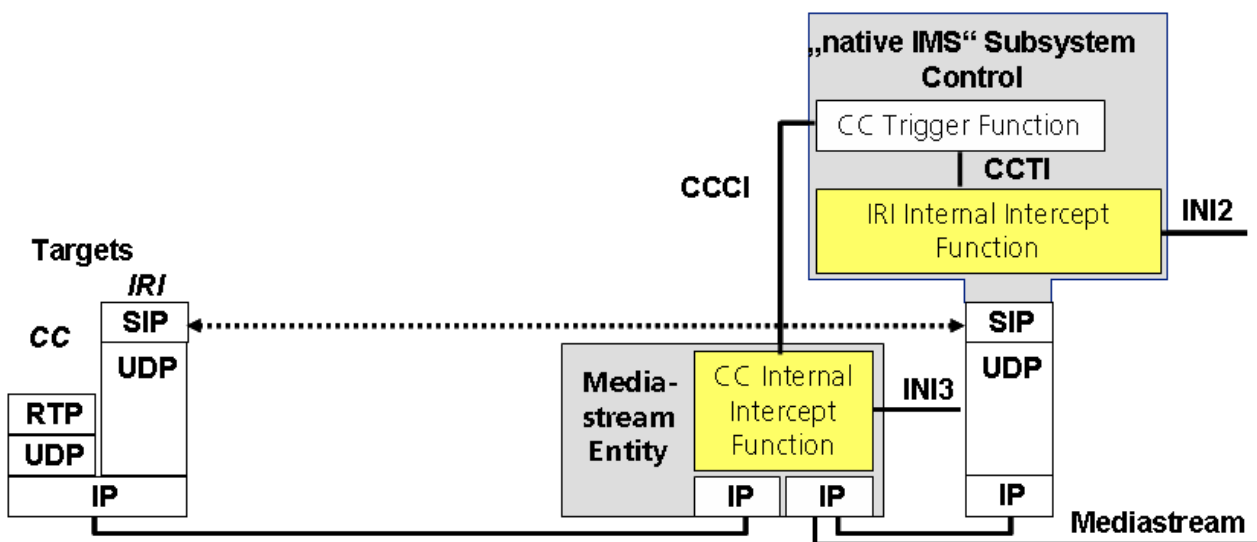 „native IMS“ Subsystem
Control
CC Trigger Function
CCCI
CCTI
IRI Internal Intercept
Function
INI2
Targets
IRI
CC
SIP
SIP
UDP
UDP
Media-
stream
Entity
CC Internal
Intercept
Function
INI3
RTP
UDP
IP
IP
IP
IP
Mediastream